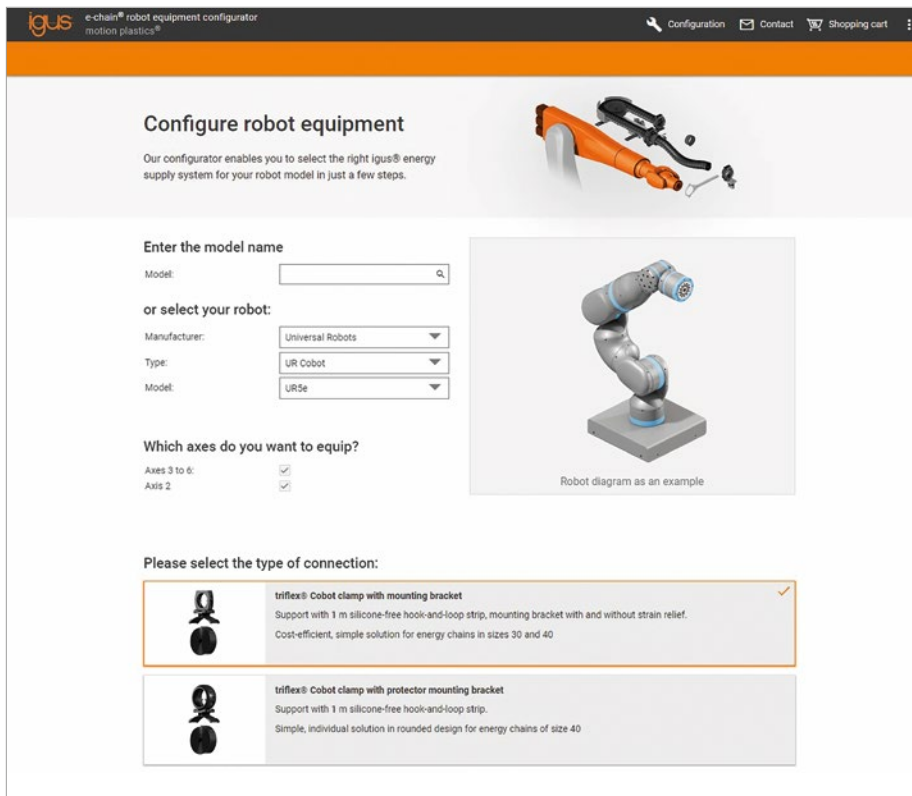 igus
e-chain® robot equipment configurator
motion plastics®
Configuration
Contact
Shopping cart
Configure robot equipment
Our configurator enables you to select the right igus® energy
supply system for your robot model in just a few steps.
Enter the model name
Model:
or select your robot:
Manufacturer: Universal Robots
Type: UR Cobot
Model: UR5e
Which axes do you want to equip?
Axes 3 to 6:
Axis 2
Robot diagram as an example
Please select the type of connection:
triflex® Cobot clamp with mounting bracket
Support with 1 m silicone-free hook-and-loop strip, mounting bracket with and without strain relief.
Cost-efficient, simple solution for energy chains in sizes 30 and 40
triflex® Cobot clamp with protector mounting bracket
Support with 1 m silicone-free hook-and-loop strip.
Simple, individual solution in rounded design for energy chains of size 40